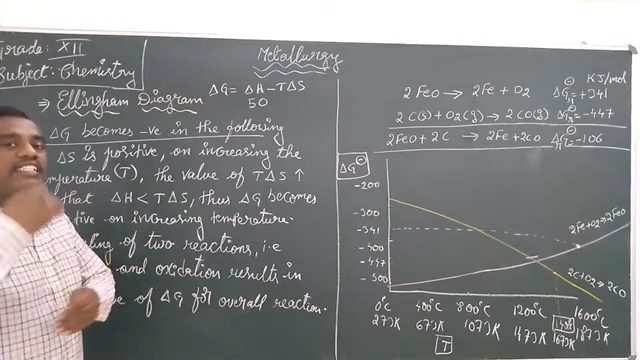 Grade: XII
Subject: Chemistry
Metallurgy
⇒ Ellingham Diagram ΔG = ΔH - TΔS
50
ΔG becomes -ve in the following
ΔS is positive, on increasing the
temperature (T), the value of TΔS ↑
that ΔH < TΔS, thus ΔG becomes
on increasing temperature.
of two reactions, i.e
and oxidation results in
of ΔG for overall reaction.
KJ/mol
2FeO → 2Fe + O2 ΔG = +341
2C(s) + O2(g) → 2CO(g) ΔG = -447
2FeO + 2C → 2Fe + 2CO ΔG = -106
ΔG⊖
-200
-300
-341
-400
-447
-500
2Fe+O2→2FeO
2C+O2→2CO
0°C 400°C 800°C 1200°C 1600°C
273K 673K 1073K 1473K 1673K 1873K
T